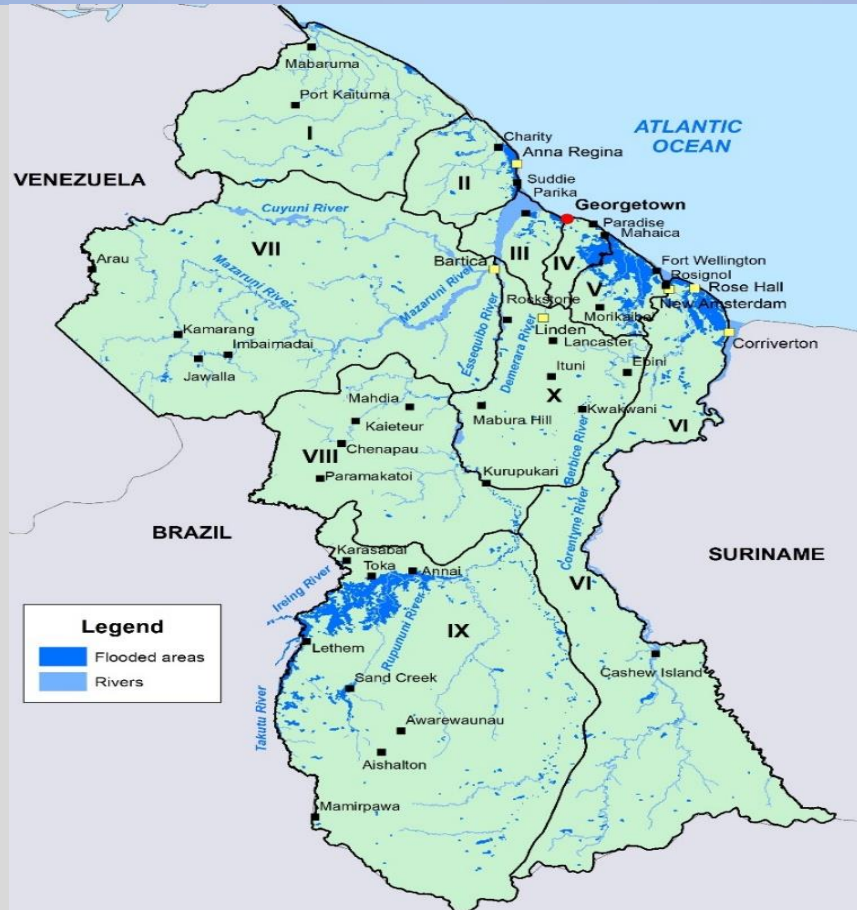 Mabaruma
Port Kaituma
I
Charity
ATLANTIC
OCEAN
Anna Regina
II
VENEZUELA
Suddie
Parika
Georgetown
Cuyuni River
Paradise
Mahaica
VII
III
IV
Arau
Bartica
Fort Wellington
Rosignol
Rose Hall
Mazaruni River
Mazaruni River
V
New Amsterdam
Rockstone
Morikaibo
Essequibo River
Demerara River
Linden
Kamarang
Imbaimadai
Lancaster
Corriverton
Jawalla
Ituni
Ebini
X
Mahdia
Mabura Hill
Kwakwani
Kaieteur
VI
VIII
Chenapau
Berbice River
Paramakatoi
Kurupukari
BRAZIL
Corentyne River
SURINAME
Karasabai
Toka
Annai
Ireing River
VI
Legend
Flooded areas
Rivers
Rupununi River
IX
Lethem
Cashew Island
Sand Creek
Takutu River
Awarewaunau
Aishalton
Mamirpawa